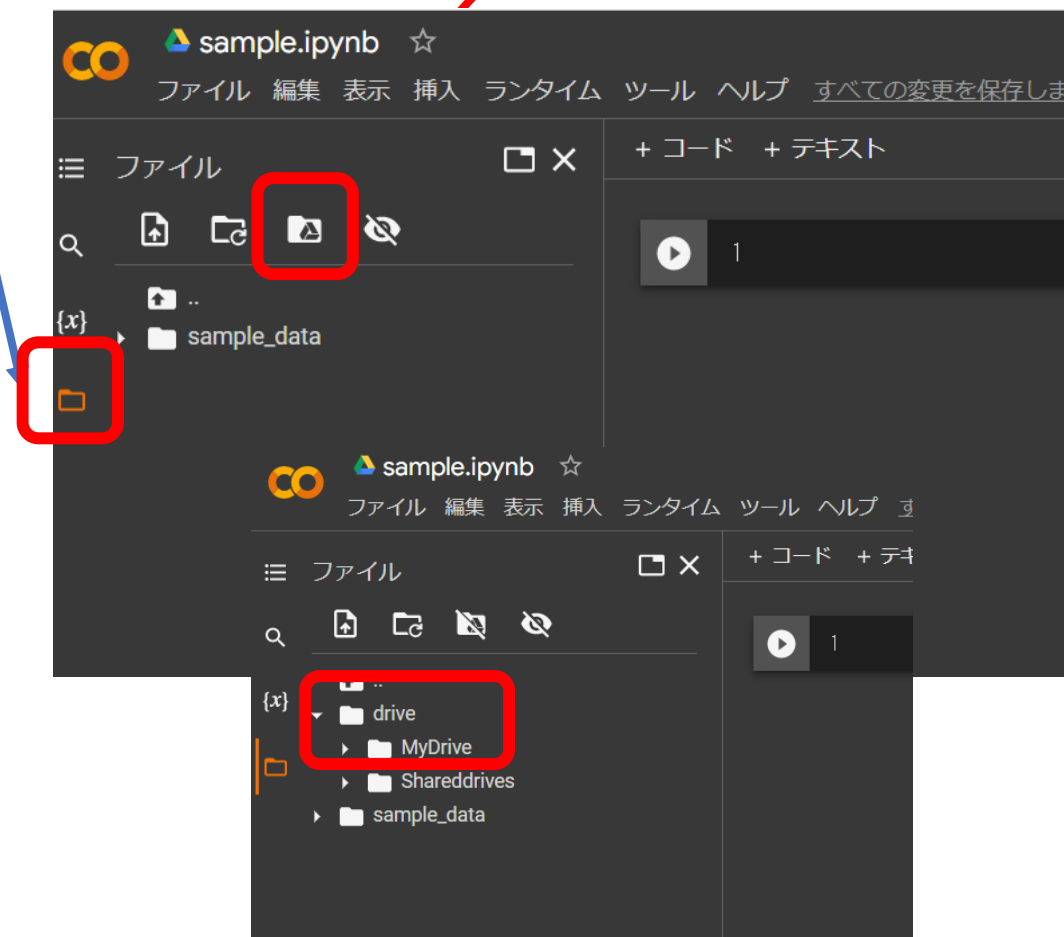 sample.ipynb
ファイル 編集 表示 挿入 ランタイム ツール ヘルプ すべての変更を保存しま
ファイル
+ コード + テキスト
1
..
{x}
sample_data
sample.ipynb
ファイル 編集 表示 挿入 ランタイム ツール ヘルプ す
ファイル
+ コード + テキ
1
..
{x}
drive
MyDrive
Shareddrives
sample_data